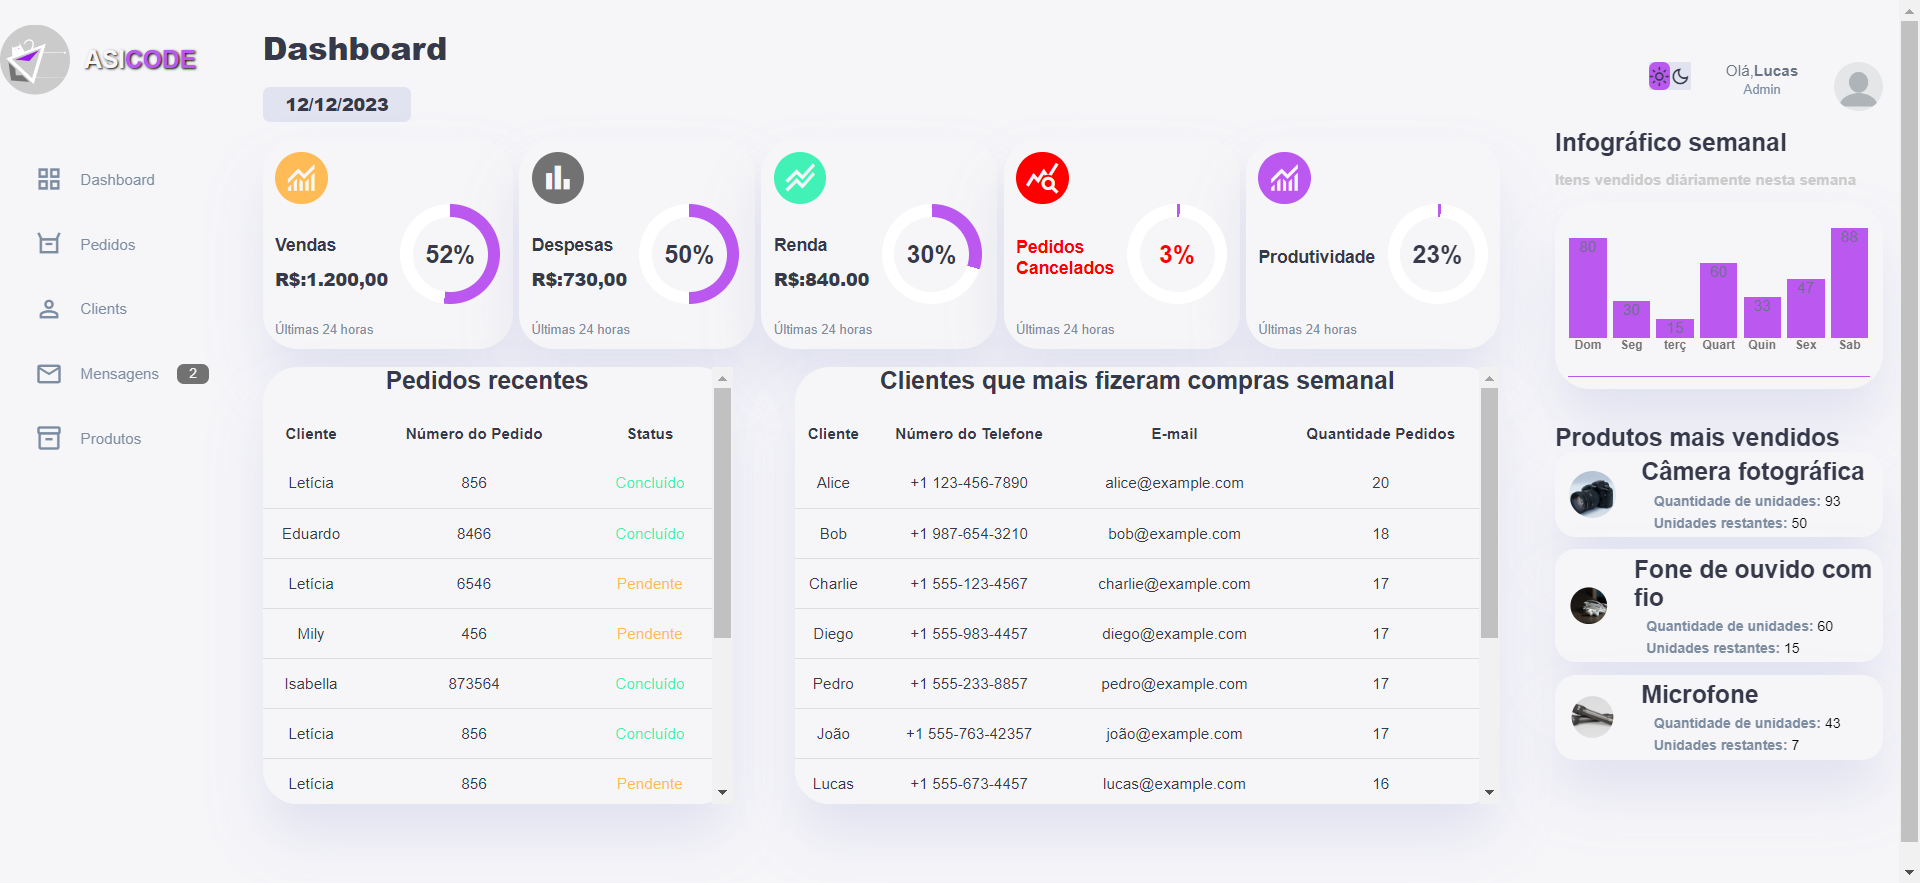 ASICODE
Dashboard
Pedidos
Clients
Mensagens 2
Produtos
Dashboard
12/12/2023
Olá,Lucas
Admin
Vendas
R$:1.200,00
52%
Últimas 24 horas
Despesas
R$:730,00
50%
Últimas 24 horas
Renda
R$:840.00
30%
Últimas 24 horas
Pedidos
Cancelados
3%
Últimas 24 horas
Produtividade
23%
Últimas 24 horas
Pedidos recentes
Cliente Número do Pedido Status
Letícia 856 Concluído
Eduardo 8466 Concluído
Letícia 6546 Pendente
Mily 456 Pendente
Isabella 873564 Concluído
Letícia 856 Concluído
Letícia 856 Pendente
Clientes que mais fizeram compras semanal
Cliente Número do Telefone E-mail Quantidade Pedidos
Alice +1 123-456-7890 alice@example.com 20
Bob +1 987-654-3210 bob@example.com 18
Charlie +1 555-123-4567 charlie@example.com 17
Diego +1 555-983-4457 diego@example.com 17
Pedro +1 555-233-8857 pedro@example.com 17
João +1 555-763-42357 joão@example.com 17
Lucas +1 555-673-4457 lucas@example.com 16
Infográfico semanal
Itens vendidos diáriamente nesta semana
80 30 15 60 33 47 88
Dom Seg terç Quart Quin Sex Sab
Produtos mais vendidos
Câmera fotográfica
Quantidade de unidades: 93
Unidades restantes: 50
Fone de ouvido com
fio
Quantidade de unidades: 60
Unidades restantes: 15
Microfone
Quantidade de unidades: 43
Unidades restantes: 7